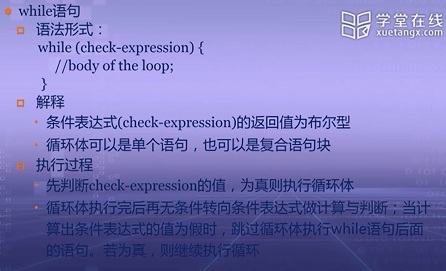 while语句
学堂在线
xuetangx.com
语法形式：
while (check-expression) {
//body of the loop;
}
解释
条件表达式(check-expression)的返回值为布尔型
循环体可以是单个语句，也可以是复合语句块
执行过程
先判断check-expression的值，为真则执行循环体
循环体执行完后再无条件转向条件表达式做计算与判断；当计
算出条件表达式的值为假时，跳过循环体执行while语句后面
的语句。若为真，则继续执行循环